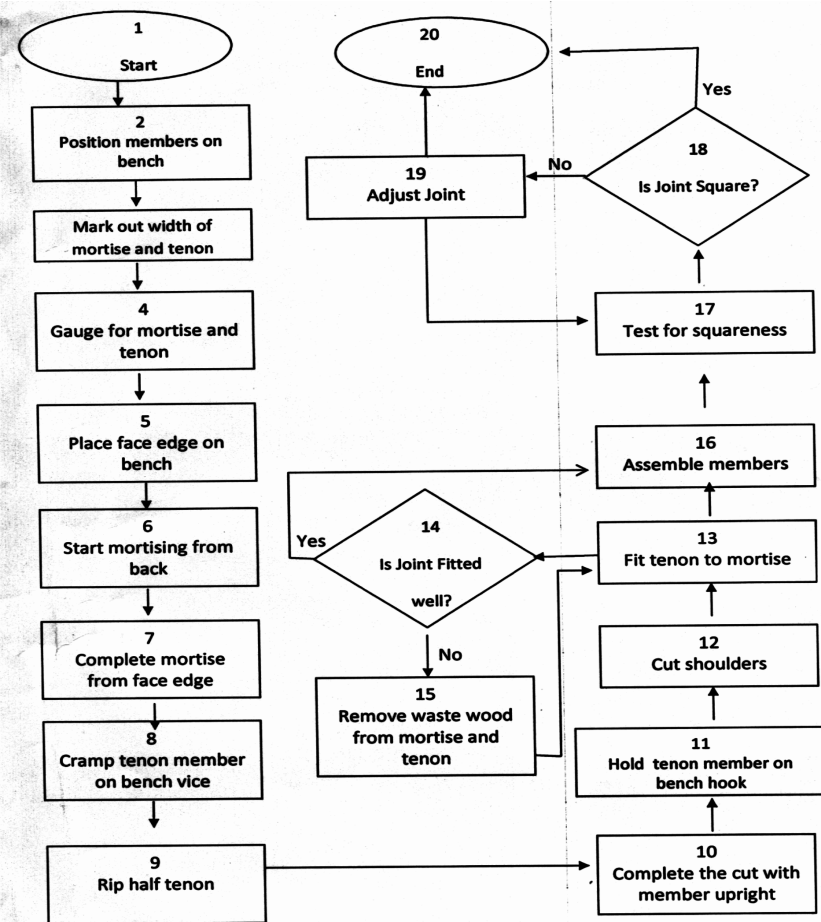 1
Start
2
Position members on
bench
Mark out width of
mortise and tenon
4
Gauge for mortise and
tenon
5
Place face edge on
bench
6
Start mortising from
back
7
Complete mortise
from face edge
8
Cramp tenon member
on bench vice
9
Rip half tenon
10
Complete the cut with
member upright
11
Hold tenon member on
bench hook
12
Cut shoulders
13
Fit tenon to mortise
14
Is Joint Fitted
well?
Yes
No
15
Remove waste wood
from mortise and
tenon
16
Assemble members
17
Test for squareness
18
Is Joint Square?
Yes
No
19
Adjust Joint
20
End